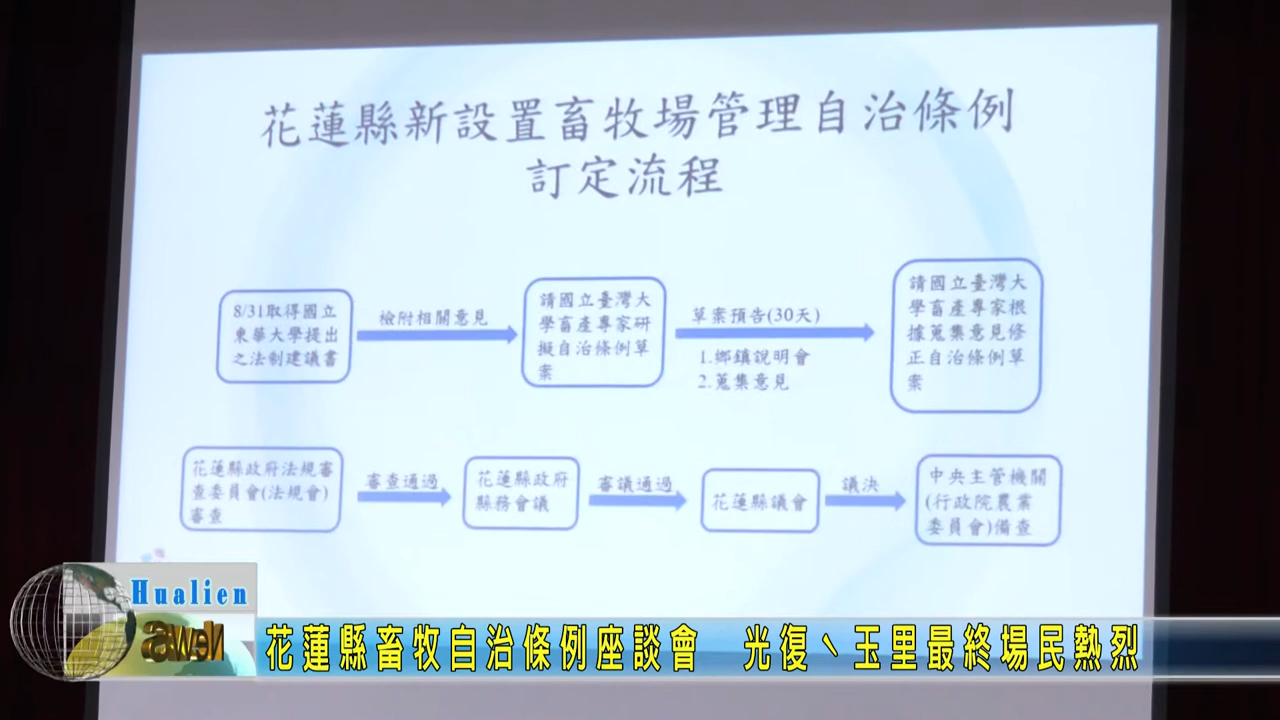 花蓮縣新設置畜牧場管理自治條例
訂定流程
8/31取得國立
東華大學提出
之法制建議書
檢附相關意見
請國立臺灣大
學畜產專家研
擬自治條例草
案
草案預告(30天)
1.鄉鎮說明會
2.蒐集意見
請國立臺灣大
學畜產專家根
據蒐集意見修
正自治條例草
案
花蓮縣政府法規審
查委員會(法規會)
審查
審查通過
花蓮縣政府
縣務會議
審議通過
花蓮縣議會
議決
中央主管機關
(行政院農業
委員會)備查
Hualien
News
花蓮縣畜牧自治條例座談會　光復、玉里最終場民熱烈